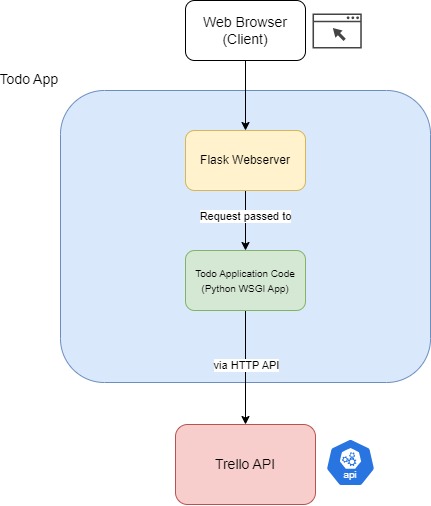 Web Browser
(Client)
Todo App
Flask Webserver
Request passed to
Todo Application Code
(Python WSGI App)
via HTTP API
Trello API
api